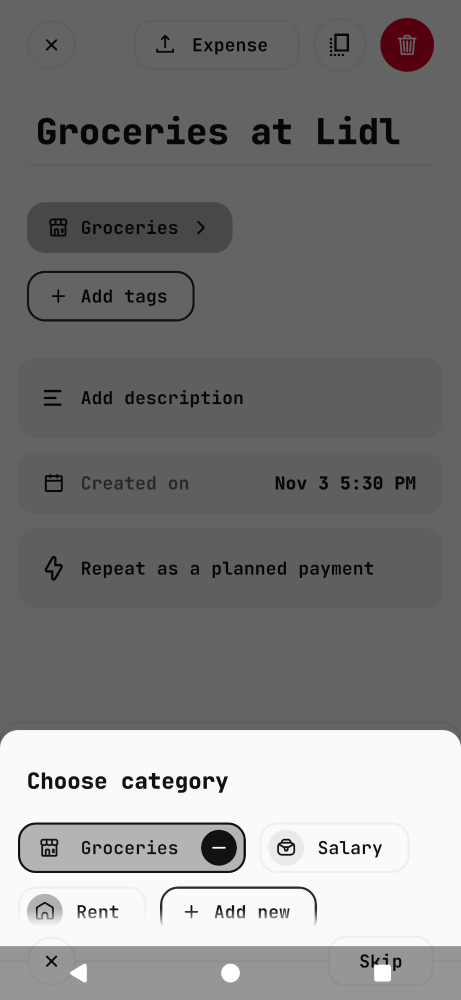 Expense
Groceries at Lidl
Groceries
Add tags
Add description
Created on Nov 3 5:30 PM
Repeat as a planned payment
Choose category
Groceries Salary
Rent Add new
Skip